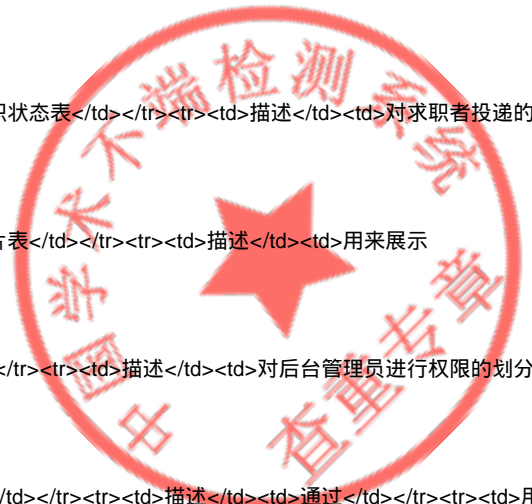 职状态表</td></tr><tr><td>描述</td><td>对求职者投递的
片表</td></tr><tr><td>描述</td><td>用来展示
</tr><tr><td>描述</td><td>对后台管理员进行权限的划分
/td></tr><tr><td>描述</td><td>通过</td></tr><tr><td>用
中国学术不端检测系统
查重专章